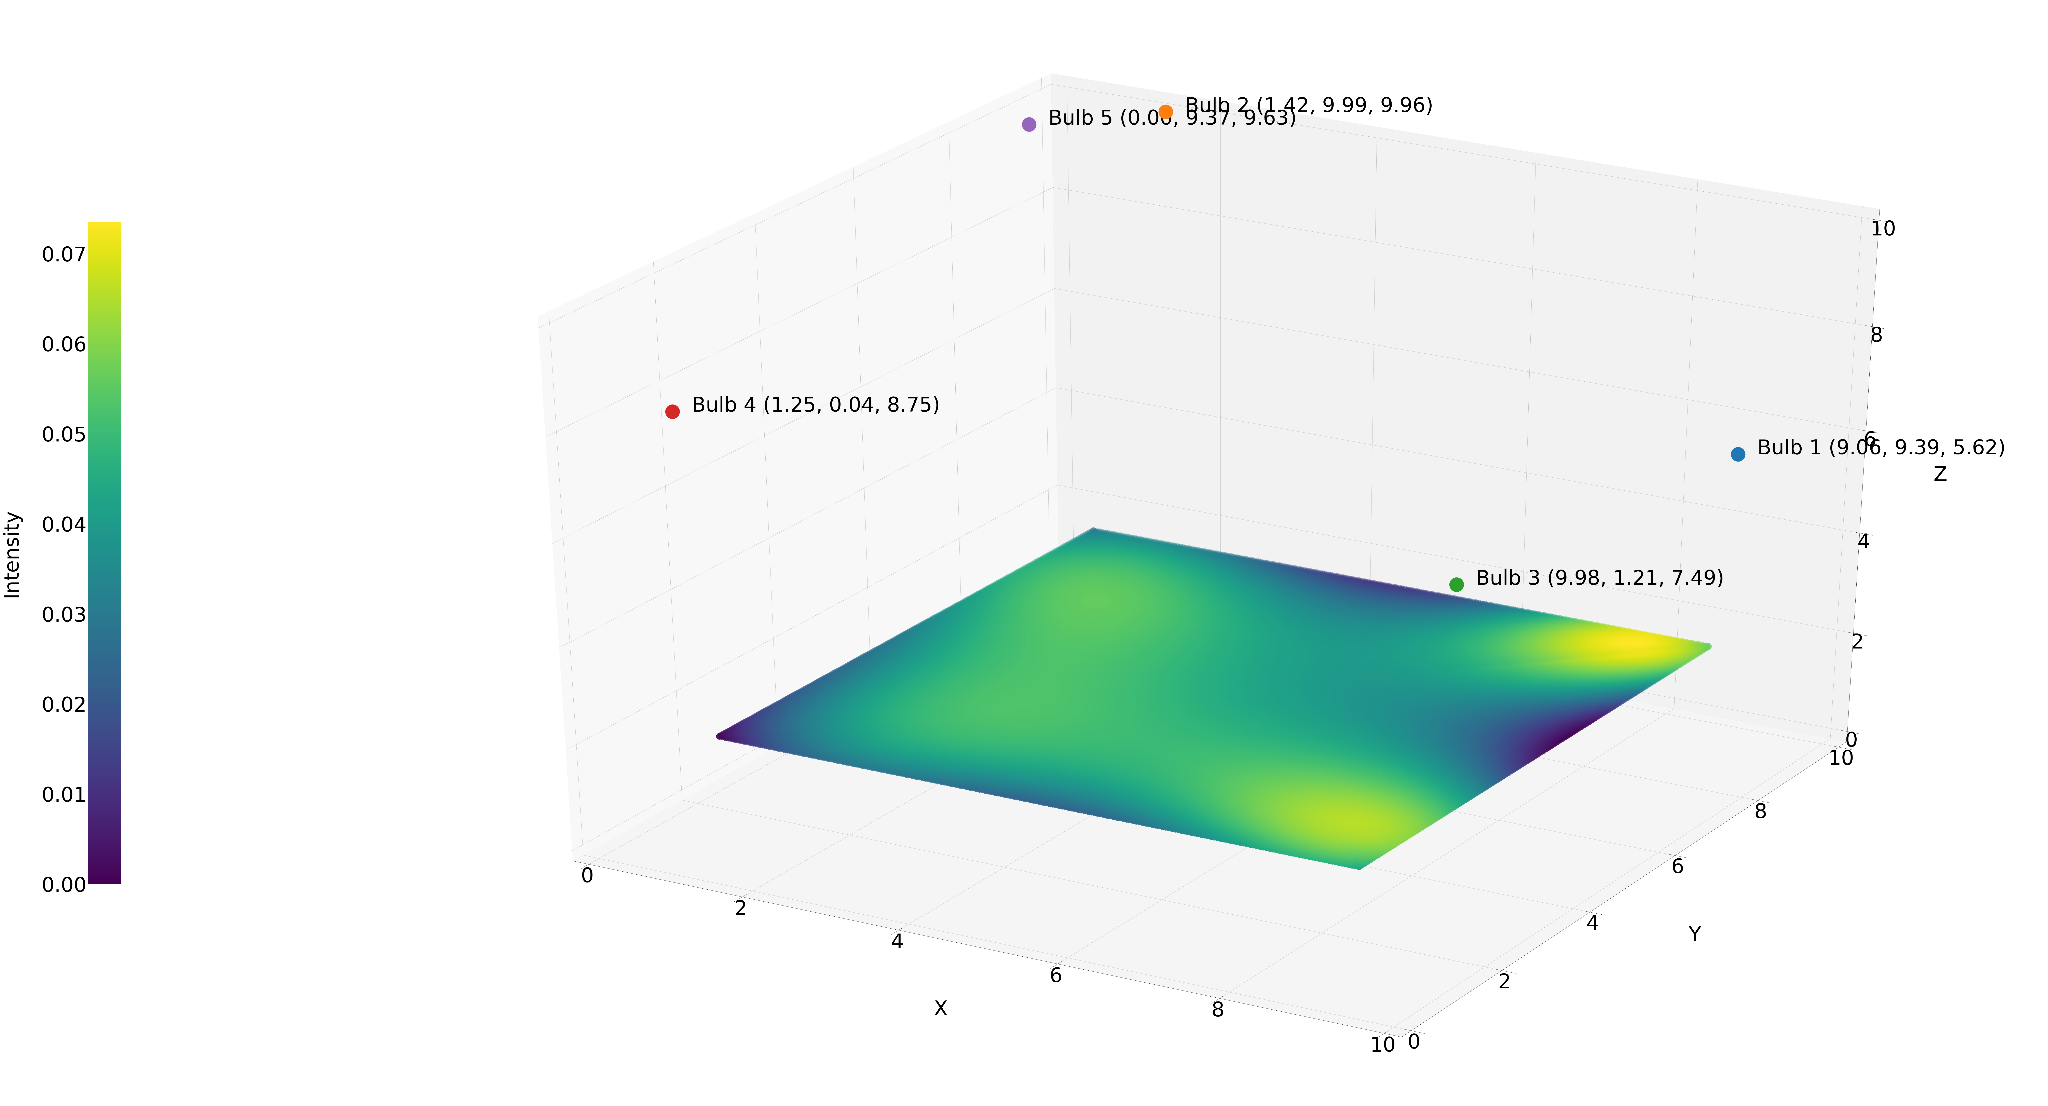 Bulb 2 (1.42, 9.99, 9.96)
Bulb 5 (0.00, 9.37, 9.63)
Bulb 4 (1.25, 0.04, 8.75)
Bulb 1 (9.06, 9.39, 5.62)
Bulb 3 (9.98, 1.21, 7.49)
Intensity
0.07
0.06
0.05
0.04
0.03
0.02
0.01
0.00
X
0
2
4
6
8
10
Y
0
2
4
6
8
10
Z
10
8
6
4
2
0